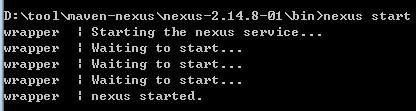 D:\tool\maven-nexus\nexus-2.14.8-01\bin>nexus start
wrapper  | Starting the nexus service...
wrapper  | Waiting to start...
wrapper  | Waiting to start...
wrapper  | Waiting to start...
wrapper  | nexus started.